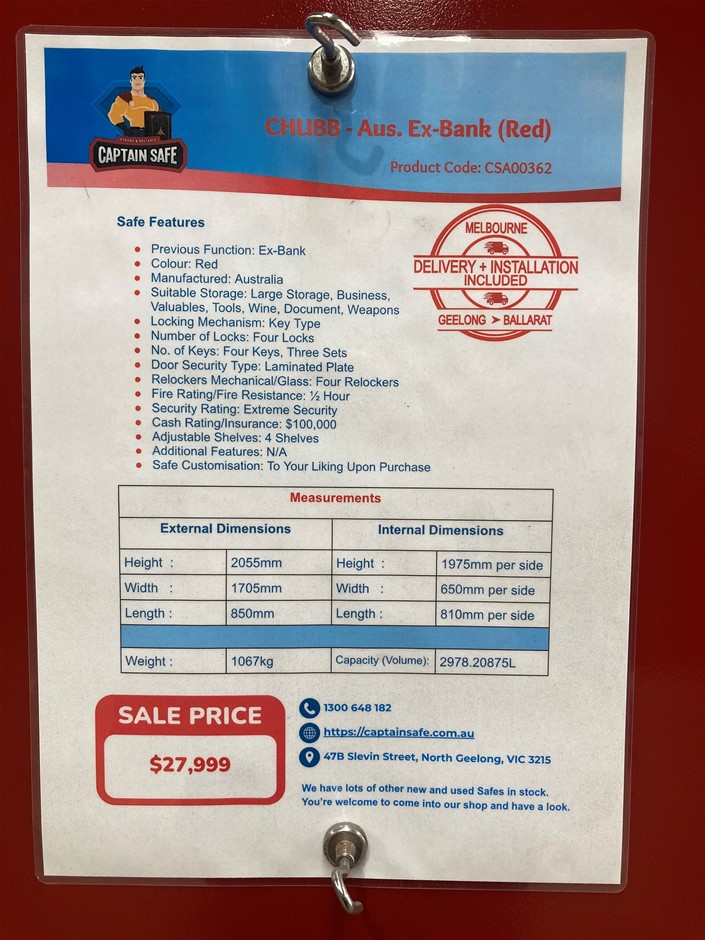 CHUBB - Aus. Ex-Bank (Red)
STRONG & RELIABLE
CAPTAIN SAFE
Product Code: CSA00362
Safe Features
MELBOURNE
DELIVERY + INSTALLATION
INCLUDED
GEELONG ➤ BALLARAT
• Previous Function: Ex-Bank
• Colour: Red
• Manufactured: Australia
• Suitable Storage: Large Storage, Business,
Valuables, Tools, Wine, Document, Weapons
• Locking Mechanism: Key Type
• Number of Locks: Four Locks
• No. of Keys: Four Keys, Three Sets
• Door Security Type: Laminated Plate
• Relockers Mechanical/Glass: Four Relockers
• Fire Rating/Fire Resistance: ½ Hour
• Security Rating: Extreme Security
• Cash Rating/Insurance: $100,000
• Adjustable Shelves: 4 Shelves
• Additional Features: N/A
• Safe Customisation: To Your Liking Upon Purchase
Measurements
External Dimensions Internal Dimensions
Height : 2055mm Height : 1975mm per side
Width : 1705mm Width : 650mm per side
Length : 850mm Length : 810mm per side
Weight : 1067kg Capacity (Volume): 2978.20875L
SALE PRICE
$27,999
1300 648 182
https://captainsafe.com.au
47B Slevin Street, North Geelong, VIC 3215
We have lots of other new and used Safes in stock.
You're welcome to come into our shop and have a look.